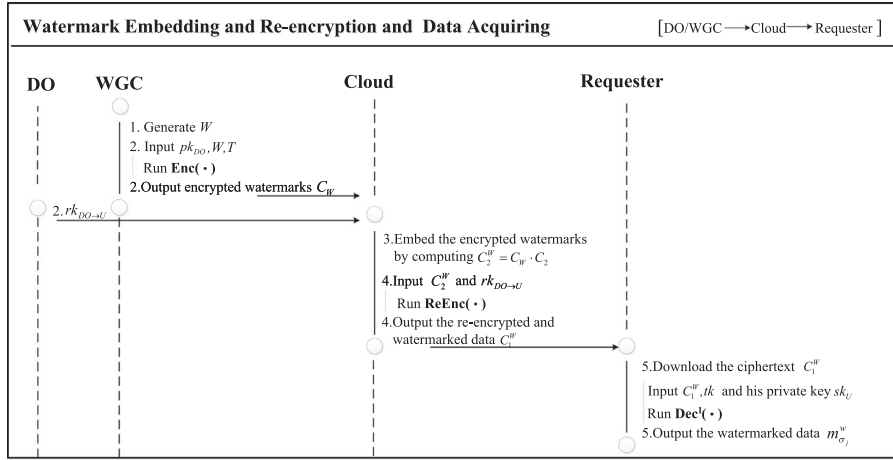 Watermark Embedding and Re-encryption and Data Acquiring
[DO/WGC → Cloud → Requester]
DO
WGC
Cloud
Requester
1. Generate W
2. Input pk_DO, W, T
Run Enc(·)
2.Output encrypted watermarks C_W
2. rk_DO→U
3.Embed the encrypted watermarks
by computing C_2^W = C_W · C_2
4.Input C_2^W and rk_DO→U
Run ReEnc(·)
4.Output the re-encrypted and
watermarked data C_1^W
5.Download the ciphertext C_1^W
Input C_1^W, tk and his private key sk_U
Run Dec^1(·)
5.Output the watermarked data m_σ_j^w